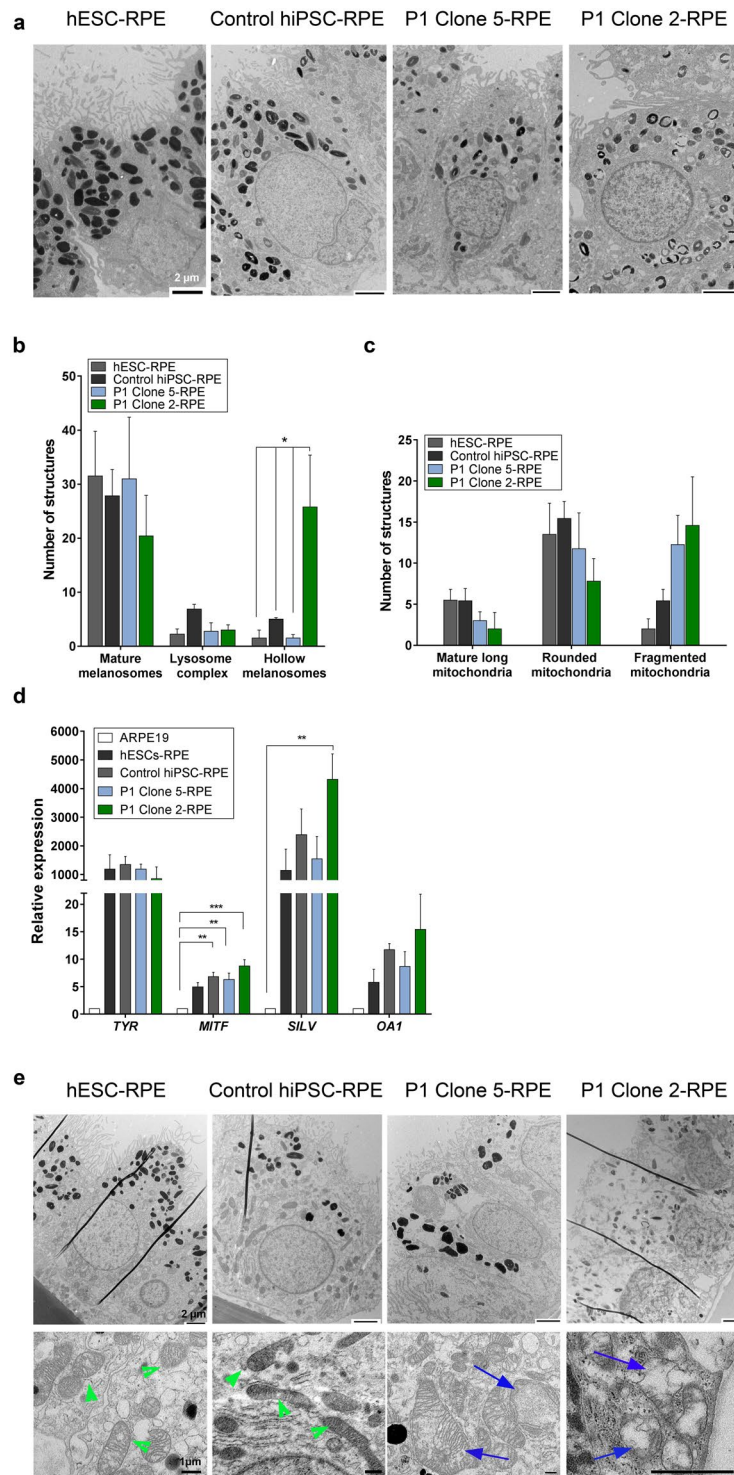 a
hESC-RPE Control hiPSC-RPE P1 Clone 5-RPE P1 Clone 2-RPE
2 µm
b
hESC-RPE
Control hiPSC-RPE
P1 Clone 5-RPE
P1 Clone 2-RPE
50
40
30
20
10
0
Number of structures
*
Mature melanosomes
Lysosome complex
Hollow melanosomes
c
hESC-RPE
Control hiPSC-RPE
P1 Clone 5-RPE
P1 Clone 2-RPE
25
20
15
10
5
0
Number of structures
Mature long mitochondria
Rounded mitochondria
Fragmented mitochondria
d
ARPE19
hESCs-RPE
Control hiPSC-RPE
P1 Clone 5-RPE
P1 Clone 2-RPE
6000
5000
4000
3000
2000
1000
20
15
10
5
0
Relative expression
**
***
**
**
TYR MITF SILV OA1
e
hESC-RPE Control hiPSC-RPE P1 Clone 5-RPE P1 Clone 2-RPE
2 µm
1µm